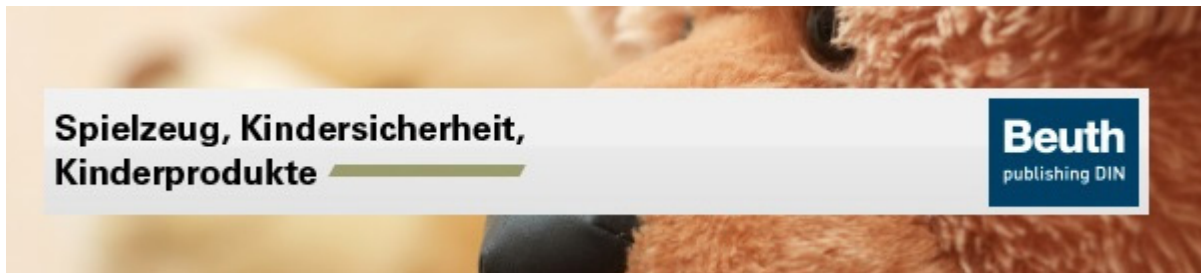 Spielzeug, Kindersicherheit,
Kinderprodukte
Beuth
publishing DIN